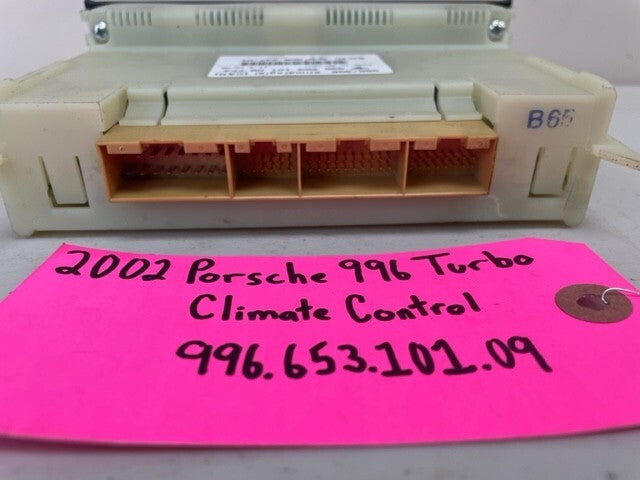 B65
2002 Porsche 996 Turbo
Climate Control
996.653.101.09